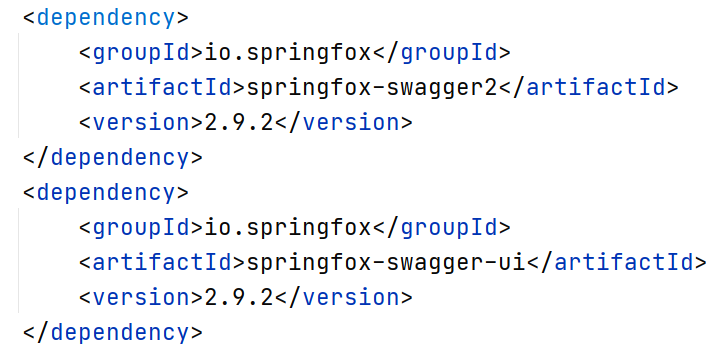 <dependency>
    <groupId>io.springfox</groupId>
    <artifactId>springfox-swagger2</artifactId>
    <version>2.9.2</version>
</dependency>
<dependency>
    <groupId>io.springfox</groupId>
    <artifactId>springfox-swagger-ui</artifactId>
    <version>2.9.2</version>
</dependency>